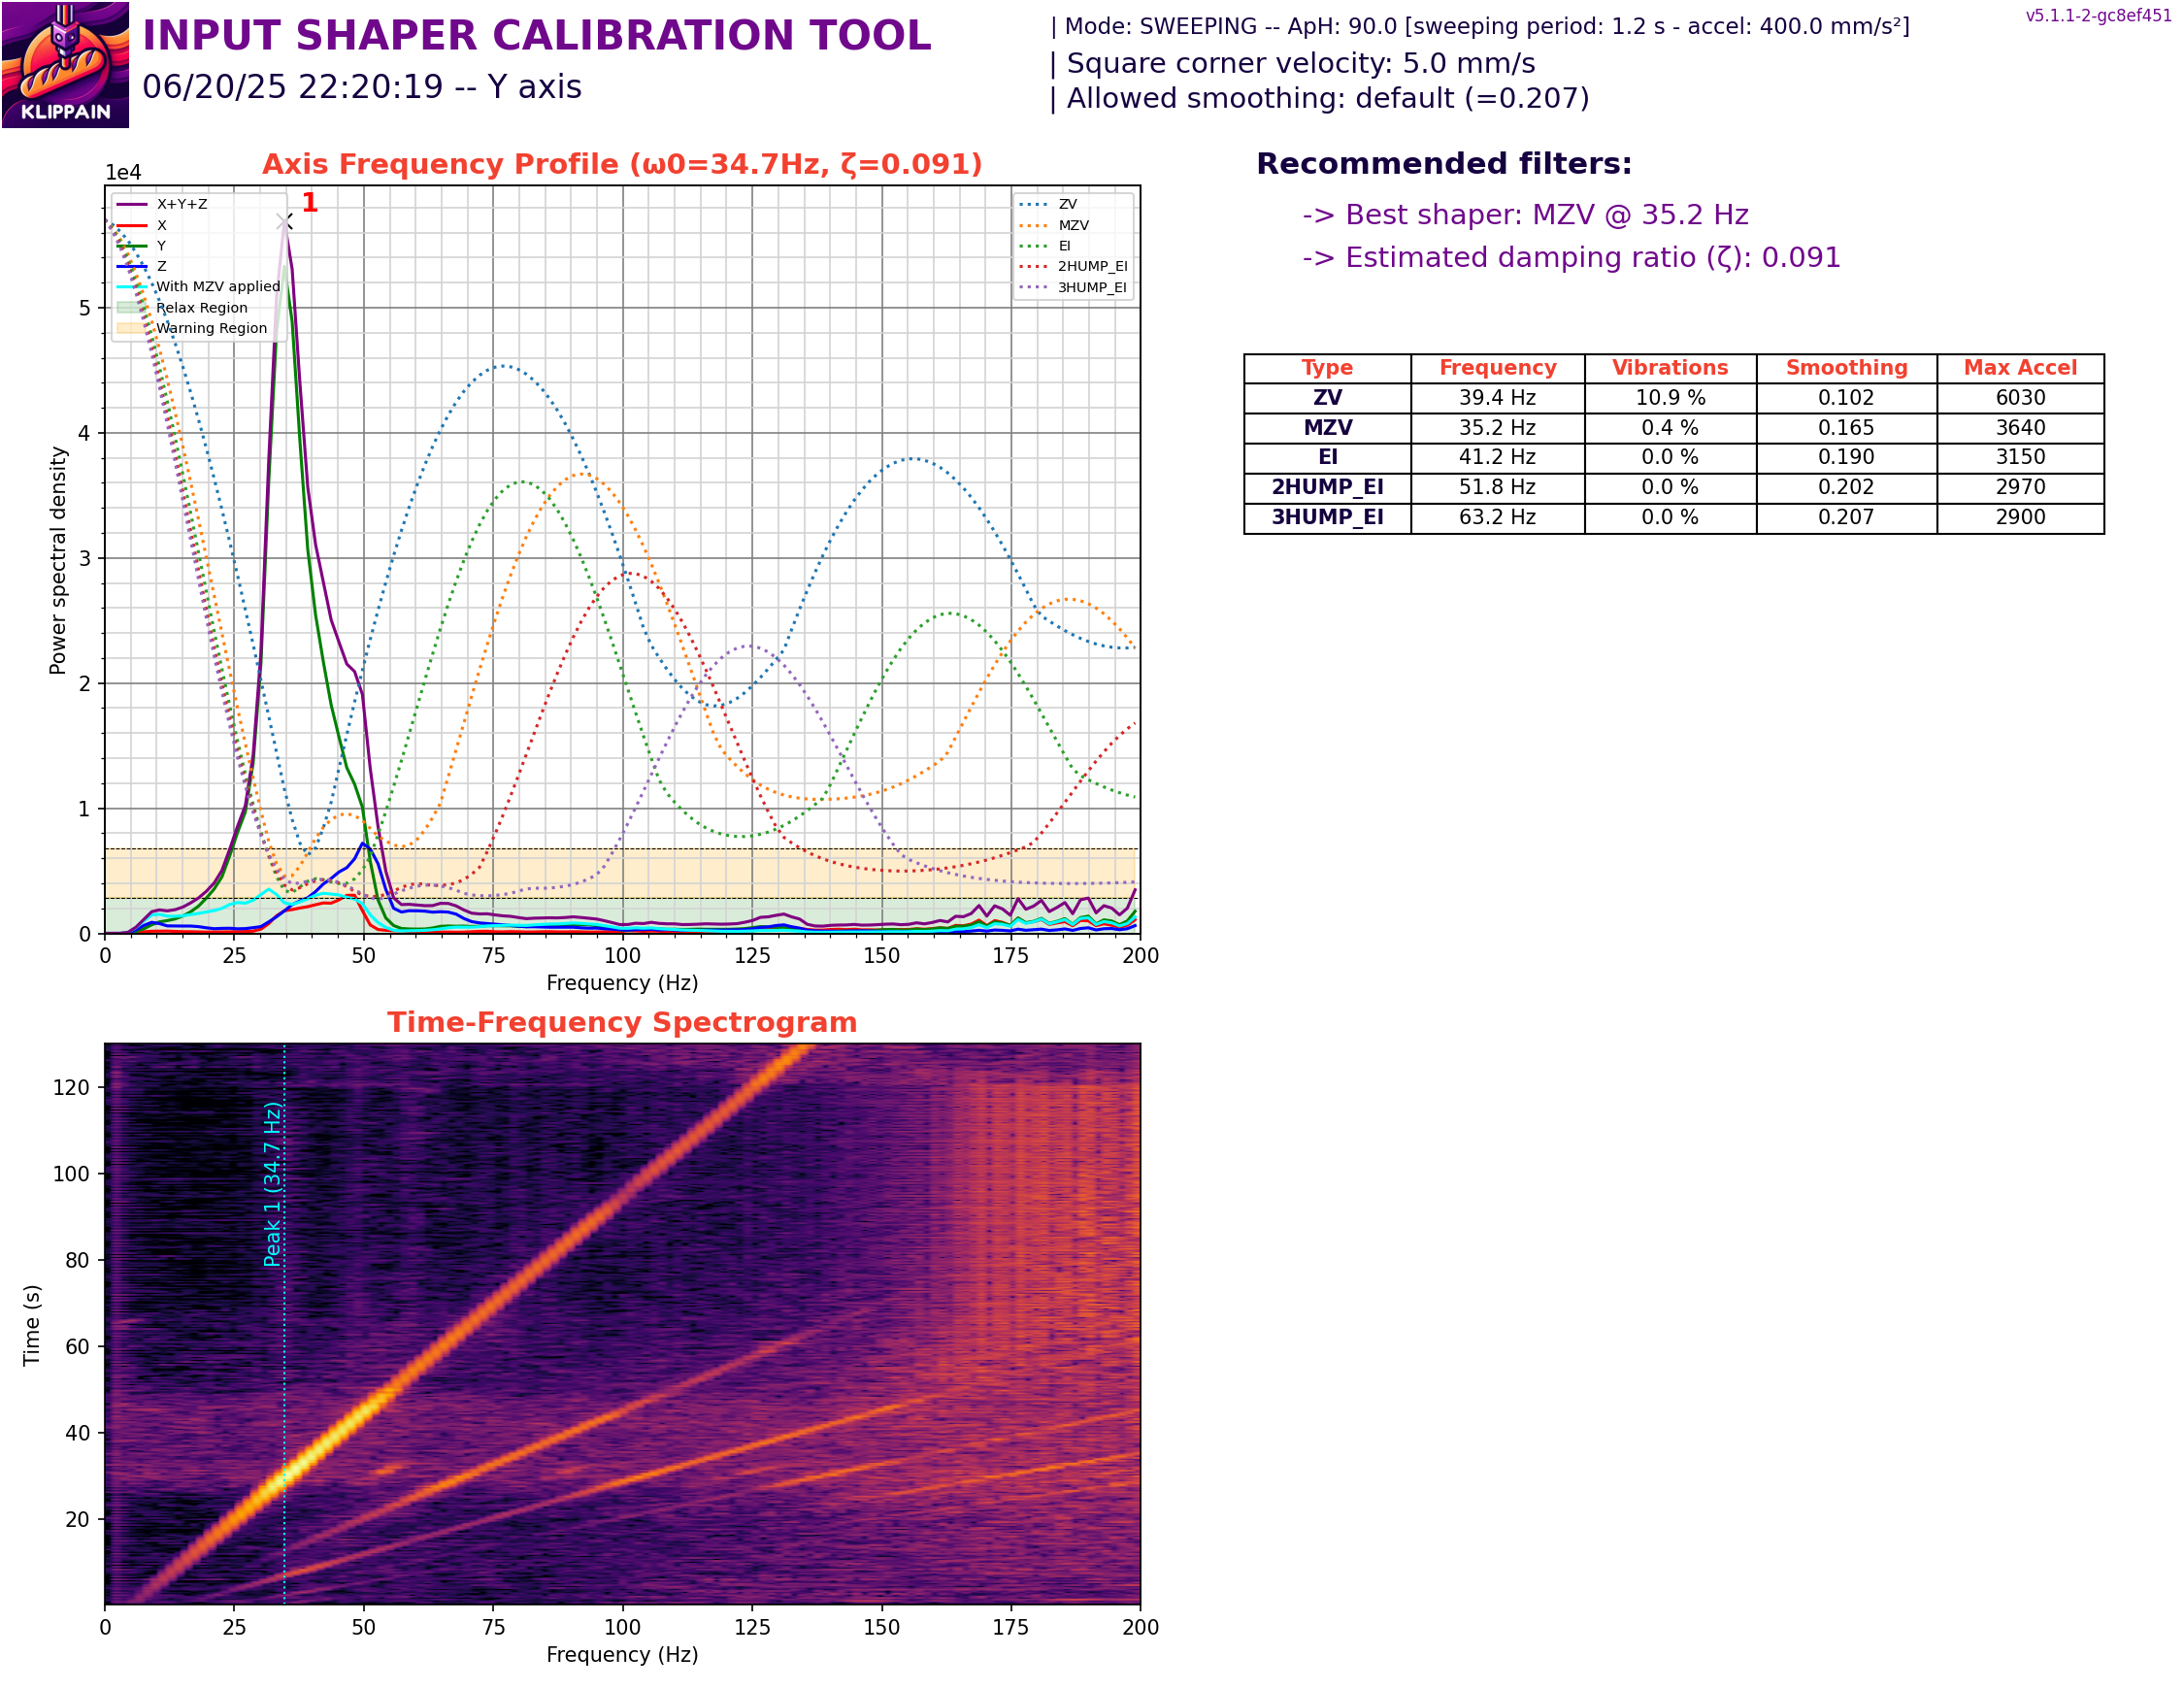 KLIPPAIN
INPUT SHAPER CALIBRATION TOOL
06/20/25 22:20:19 -- Y axis
| Mode: SWEEPING -- ApH: 90.0 [sweeping period: 1.2 s - accel: 400.0 mm/s²]
| Square corner velocity: 5.0 mm/s
| Allowed smoothing: default (=0.207)
v5.1.1-2-gc8ef451
Axis Frequency Profile (ω0=34.7Hz, ζ=0.091)
1e4
X+Y+Z
X
Y
Z
With MZV applied
Relax Region
Warning Region
1
ZV
MZV
EI
2HUMP_EI
3HUMP_EI
Power spectral density
5
4
3
2
1
0
0 25 50 75 100 125 150 175 200
Frequency (Hz)
Recommended filters:
-> Best shaper: MZV @ 35.2 Hz
-> Estimated damping ratio (ζ): 0.091
Type Frequency Vibrations Smoothing Max Accel
ZV 39.4 Hz 10.9 % 0.102 6030
MZV 35.2 Hz 0.4 % 0.165 3640
EI 41.2 Hz 0.0 % 0.190 3150
2HUMP_EI 51.8 Hz 0.0 % 0.202 2970
3HUMP_EI 63.2 Hz 0.0 % 0.207 2900
Time-Frequency Spectrogram
Time (s)
120
100
80
60
40
20
Peak 1 (34.7 Hz)
0 25 50 75 100 125 150 175 200
Frequency (Hz)